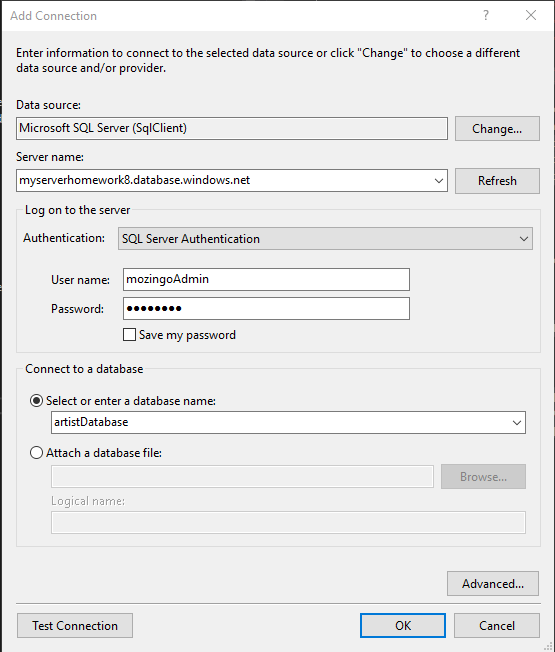 Add Connection
?
Enter information to connect to the selected data source or click "Change" to choose a different
data source and/or provider.
Data source:
Microsoft SQL Server (SqlClient)
Change...
Server name:
myserverhomework8.database.windows.net
Refresh
Log on to the server
Authentication:
SQL Server Authentication
User name:
mozingoAdmin
Password:
●●●●●●●●
Save my password
Connect to a database
Select or enter a database name:
artistDatabase
Attach a database file:
Browse...
Logical name:
Advanced...
Test Connection
OK
Cancel